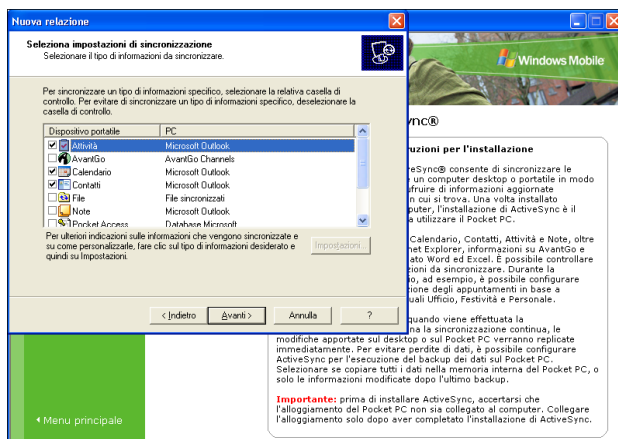 Nuova relazione
Seleziona impostazioni di sincronizzazione
Selezionare il tipo di informazioni da sincronizzare.
Per sincronizzare un tipo di informazioni specifico, selezionare la relativa casella di
controllo. Per evitare di sincronizzare un tipo di informazioni specifico, deselezionare la
casella di controllo.
Dispositivo portatile PC
Attività Microsoft Outlook
AvantGo AvantGo Channels
Calendario Microsoft Outlook
Contatti Microsoft Outlook
File File sincronizzati
Note Microsoft Outlook
Pocket Access Database Microsoft
Per ulteriori indicazioni sulle informazioni che vengono sincronizzate e
su come personalizzarle, fare clic sul tipo di informazioni desiderato e
quindi su Impostazioni.
Impostazioni...
< Indietro
Avanti >
Annulla
?
Windows Mobile
ync®
ruzioni per l'installazione
reSync® consente di sincronizzare le
e un computer desktop o portatile in modo
ufruire di informazioni aggiornate
n cui si trova. Una volta installato
puter, l'installazione di ActiveSync è il
a utilizzare il Pocket PC.
Calendario, Contatti, Attività e Note, oltre
net Explorer, informazioni su AvantGo e
ato Word ed Excel. È possibile controllare
zioni da sincronizzare. Durante la
o, ad esempio, è possibile configurare
zione degli appuntamenti in base a
uali Ufficio, Festività e Personale.
quando viene effettuata la
na la sincronizzazione continua, le
modifiche apportate sul desktop o sul Pocket PC verranno replicate
immediatamente. Per evitare perdite di dati, è possibile configurare
ActiveSync per l'esecuzione del backup dei dati sul Pocket PC.
Selezionare se copiare tutti i dati nella memoria interna del Pocket PC, o
solo le informazioni modificate dopo l'ultimo backup.
Importante: prima di installare ActiveSync, accertarsi che
l'alloggiamento del Pocket PC non sia collegato al computer. Collegare
l'alloggiamento solo dopo aver completato l'installazione di ActiveSync.
Menu principale